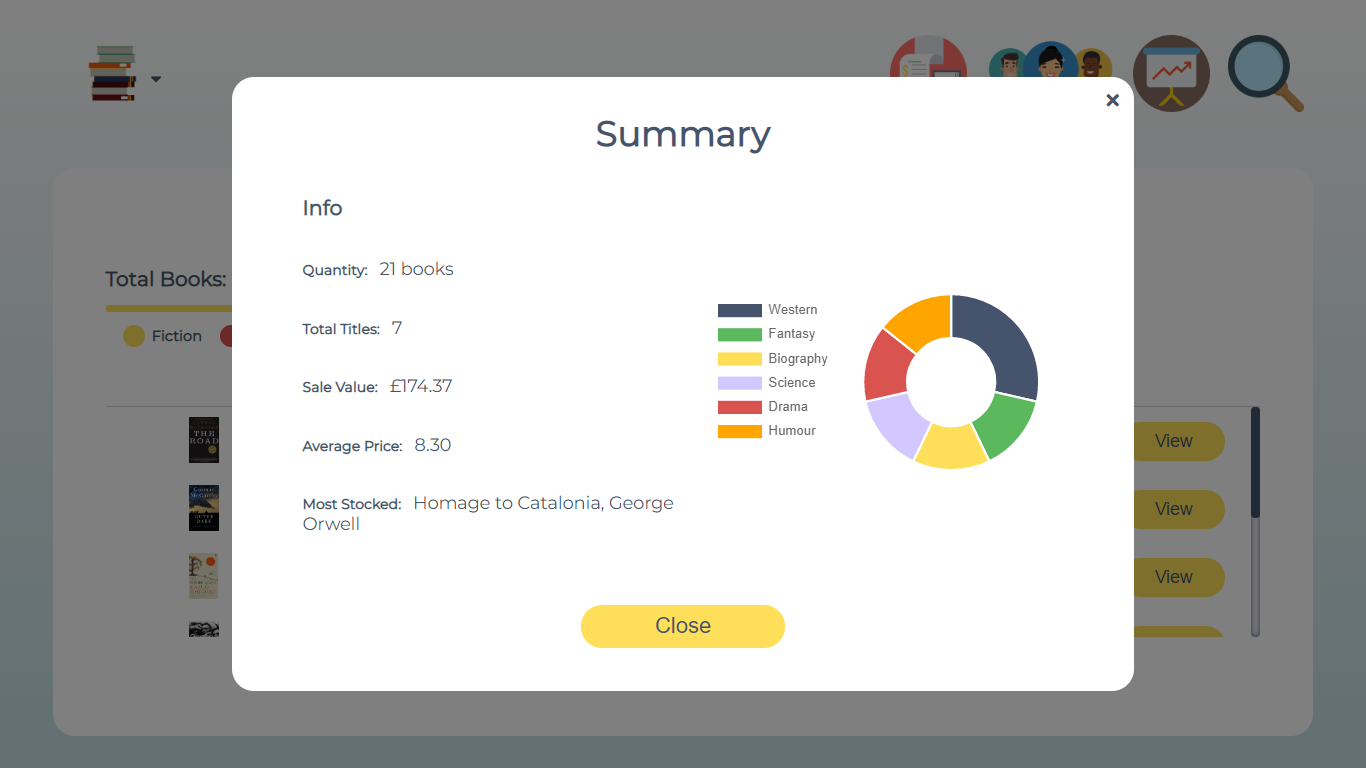 Summary
Info
Total Books:
Quantity: 21 books
Fiction
Total Titles: 7
Sale Value: £174.37
Average Price: 8.30
Most Stocked: Homage to Catalonia, George
Orwell
Western
Fantasy
Biography
Science
Drama
Humour
THE
ROAD
View
View
View
OUTER
DARK
Close